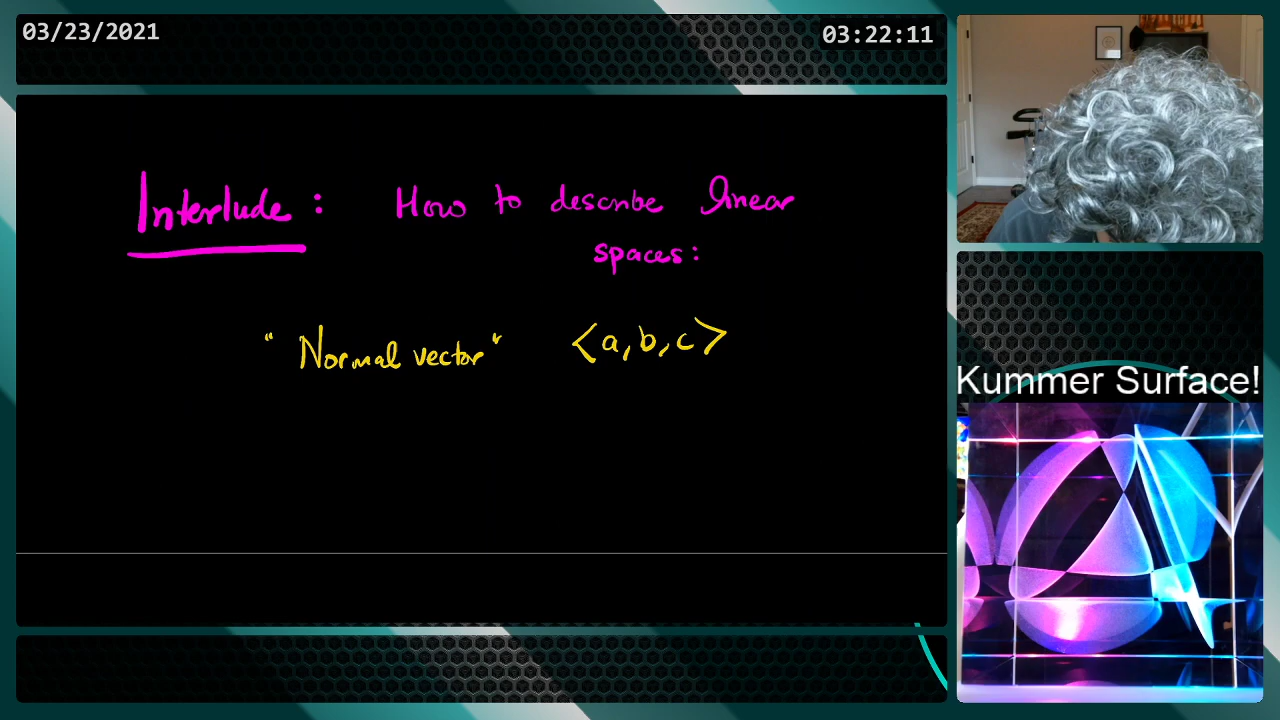 03/23/2021
03:22:11
Interlude: How to describe linear
spaces:
"Normal vector" <a,b,c>
Kummer Surface!